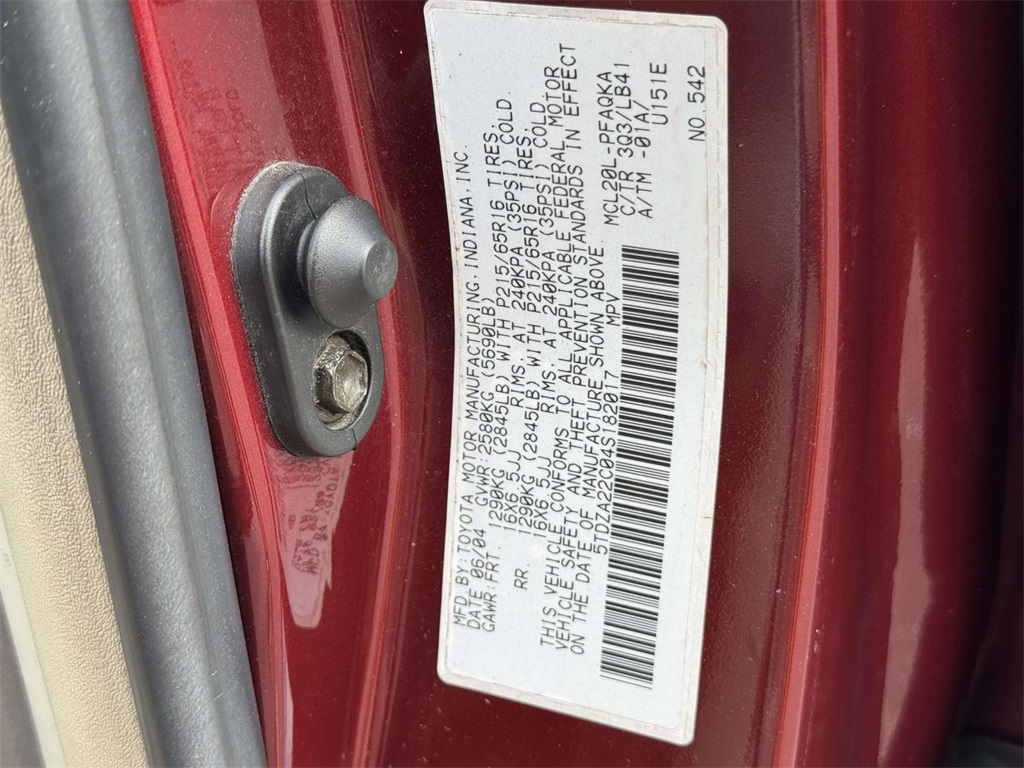 MFD.BY:TOYOTA MOTOR MANUFACTURING.INDIANA.INC.
DATE 06/04 GVWR:2580KG (5690LB)
GAWR:FRT. 1290KG (2845LB) WITH P215/65R16 TIRES,
16X6.5JJ RIMS, AT 240KPA (35PSI) COLD
RR. 1290KG (2845LB) WITH P215/65R16 TIRES,
16X6.5JJ RIMS, AT 240KPA (35PSI) COLD
THIS VEHICLE CONFORMS TO ALL APPLICABLE FEDERAL MOTOR
VEHICLE SAFETY AND THEFT PREVENTION STANDARDS IN EFFECT
ON THE DATE OF MANUFACTURE SHOWN ABOVE.
5TDZA22C04S182017 MPV
MCL20L-PFAQKA
C/TR 3Q3/LB41
A/TM -01A/
U151E
NO.542